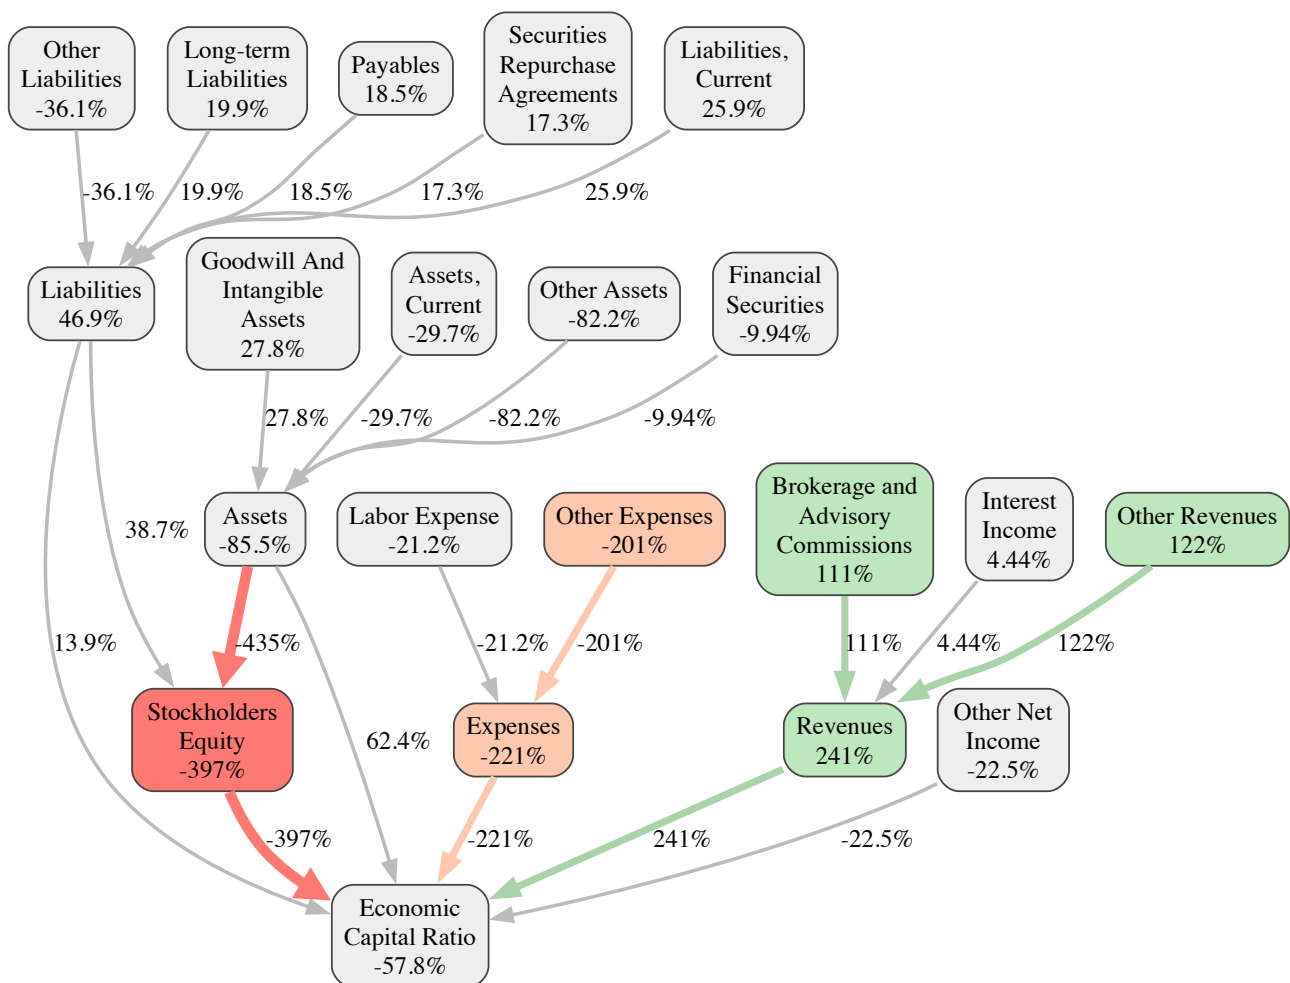 Other
Liabilities
-36.1%
Long-term
Liabilities
19.9%
Payables
18.5%
Securities
Repurchase
Agreements
17.3%
Liabilities,
Current
25.9%
-36.1%
19.9%
18.5%
17.3%
25.9%
Liabilities
46.9%
Goodwill And
Intangible
Assets
27.8%
Assets,
Current
-29.7%
Other Assets
-82.2%
Financial
Securities
-9.94%
27.8%
-29.7%
-82.2%
-9.94%
Assets
-85.5%
Labor Expense
-21.2%
Other Expenses
-201%
Brokerage and
Advisory
Commissions
111%
Interest
Income
4.44%
Other Revenues
122%
38.7%
13.9%
-435%
-21.2%
-201%
111%
4.44%
122%
Stockholders
Equity
-397%
62.4%
Expenses
-221%
Revenues
241%
Other Net
Income
-22.5%
-397%
-221%
241%
-22.5%
Economic
Capital Ratio
-57.8%